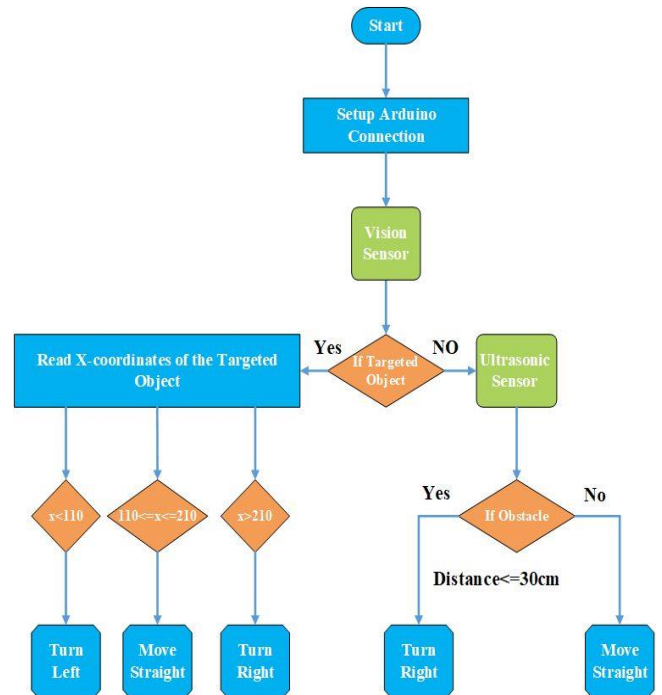 Start
Setup Arduino
Connection
Vision
Sensor
Yes
If Targeted
Object
NO
Read X-coordinates of the Targeted
Object
Ultrasonic
Sensor
x<110
110<=x<=210
x>210
Yes
If Obstacle
No
Distance<=30cm
Turn
Left
Move
Straight
Turn
Right
Turn
Right
Move
Straight